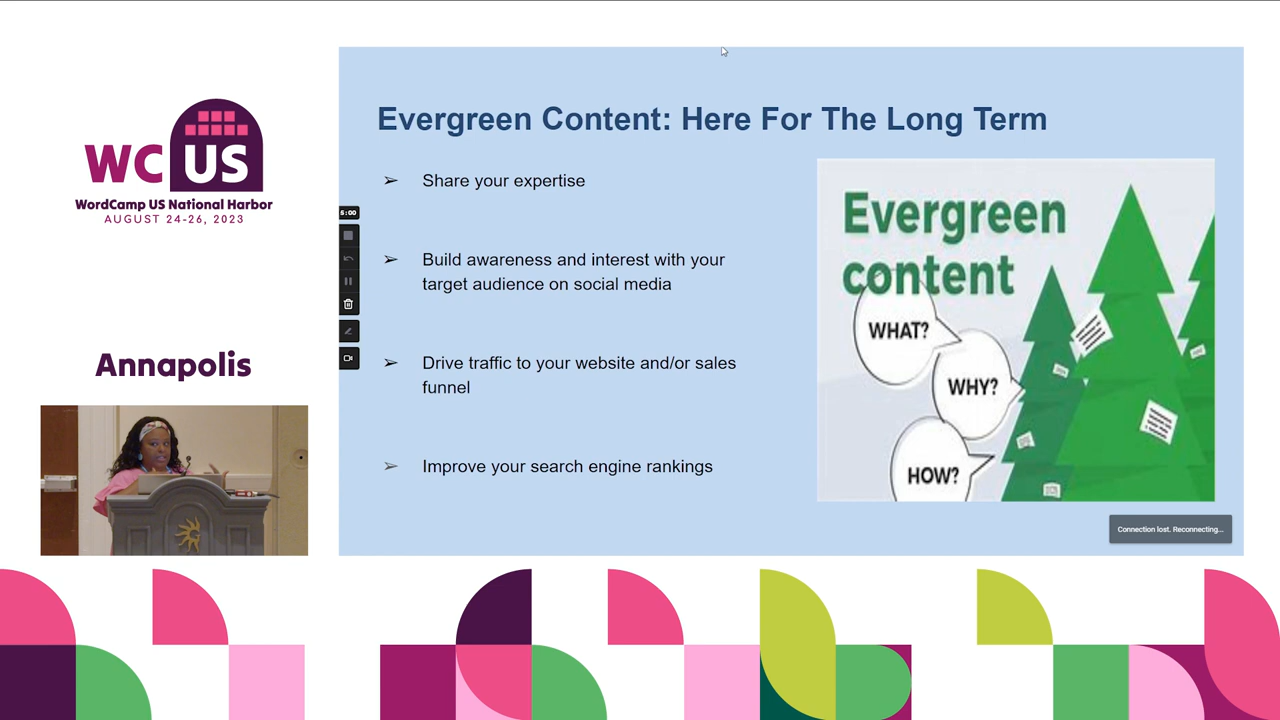 WC US
WordCamp US National Harbor
AUGUST 24-26, 2023
Annapolis
Evergreen Content: Here For The Long Term
➢ Share your expertise
➢ Build awareness and interest with your
target audience on social media
➢ Drive traffic to your website and/or sales
funnel
➢ Improve your search engine rankings
5:00
Evergreen
content
WHAT?
WHY?
HOW?
Connection lost. Reconnecting...